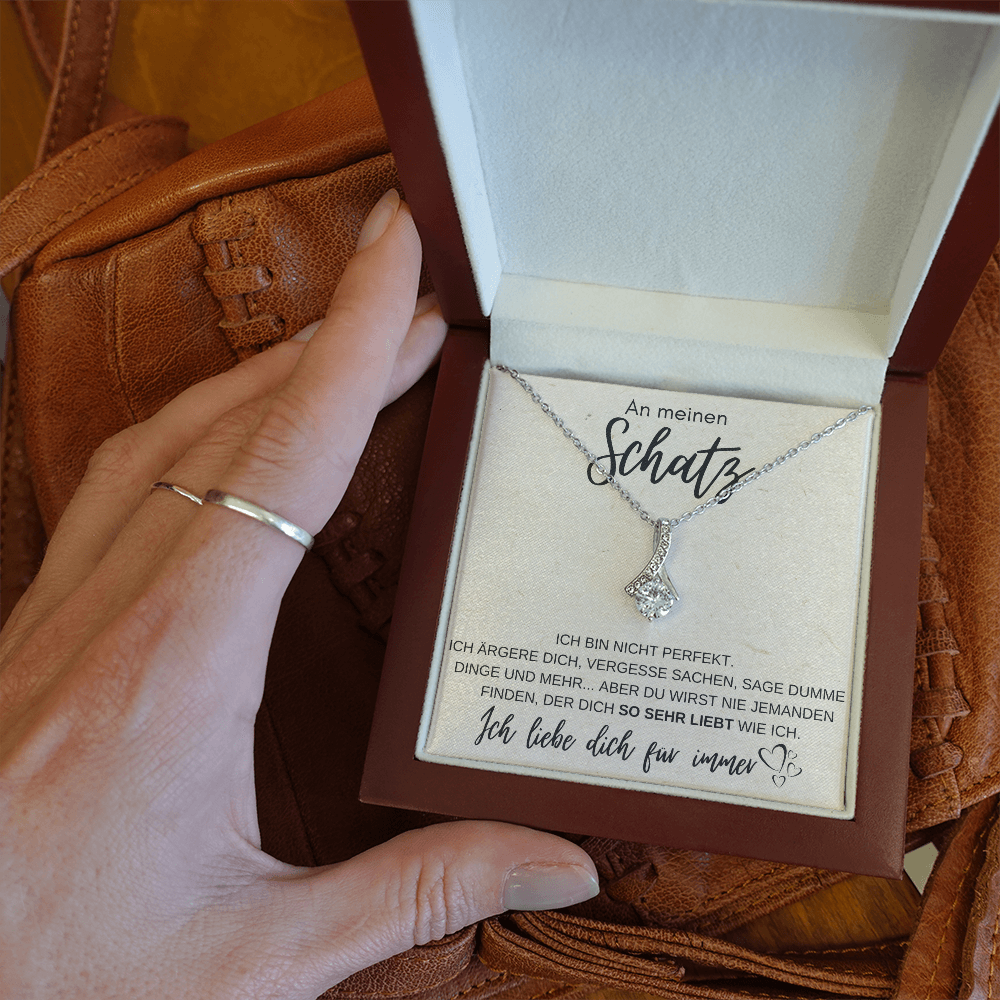 An meinen
Schatz
ICH BIN NICHT PERFEKT.
ICH ÄRGERE DICH, VERGESSE SACHEN, SAGE DUMME
DINGE UND MEHR... ABER DU WIRST NIE JEMANDEN
FINDEN, DER DICH SO SEHR LIEBT WIE ICH.
Ich liebe dich für immer